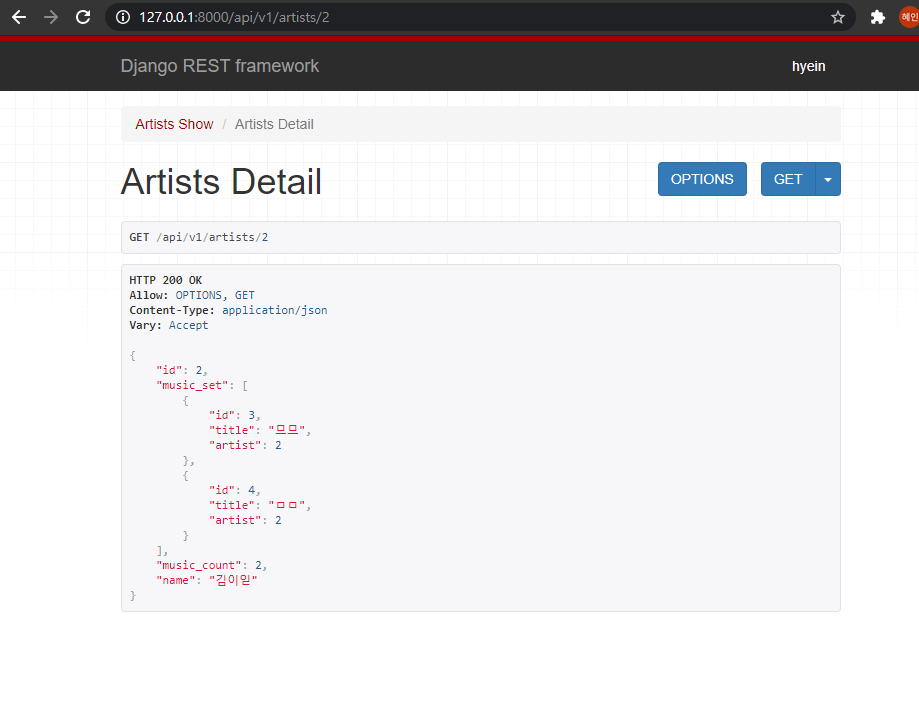 127.0.0.1:8000/api/v1/artists/2
혜인
Django REST framework
hyein
Artists Show / Artists Detail
Artists Detail
OPTIONS
GET
GET /api/v1/artists/2
HTTP 200 OK
Allow: OPTIONS, GET
Content-Type: application/json
Vary: Accept
{
"id": 2,
"music_set": [
{
"id": 3,
"title": "므므",
"artist": 2
},
{
"id": 4,
"title": "ㅁㅁ",
"artist": 2
}
],
"music_count": 2,
"name": "김이일"
}